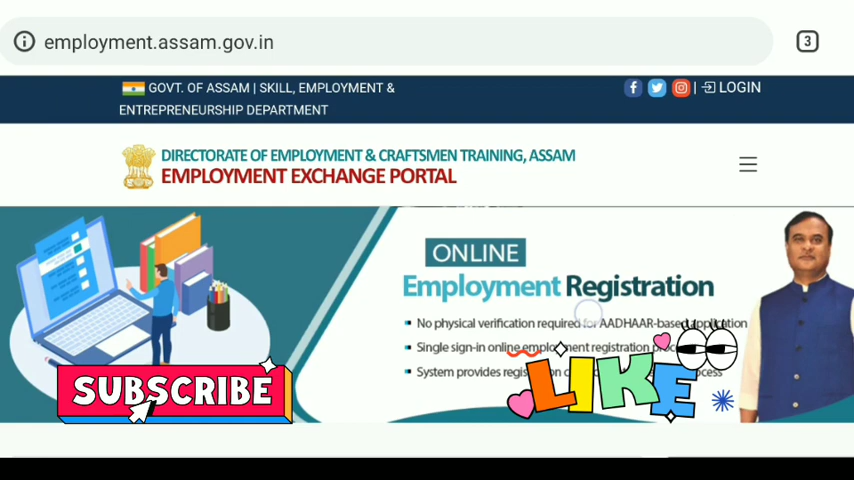 employment.assam.gov.in
3
GOVT. OF ASSAM | SKILL, EMPLOYMENT &
ENTREPRENEURSHIP DEPARTMENT
| LOGIN
DIRECTORATE OF EMPLOYMENT & CRAFTSMEN TRAINING, ASSAM
EMPLOYMENT EXCHANGE PORTAL
ONLINE
Employment Registration
No physical verification required for AADHAAR-based application
Single sign-in online employment registration
System provides
SUBSCRIBE
LIKE